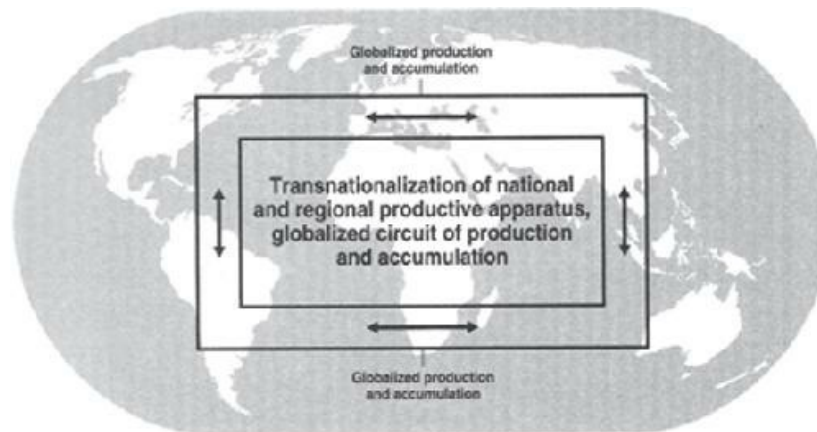 Globalized production
and accumulation
Transnationalization of national
and regional productive apparatus,
globalized circuit of production
and accumulation
Globalized production
and accumulation